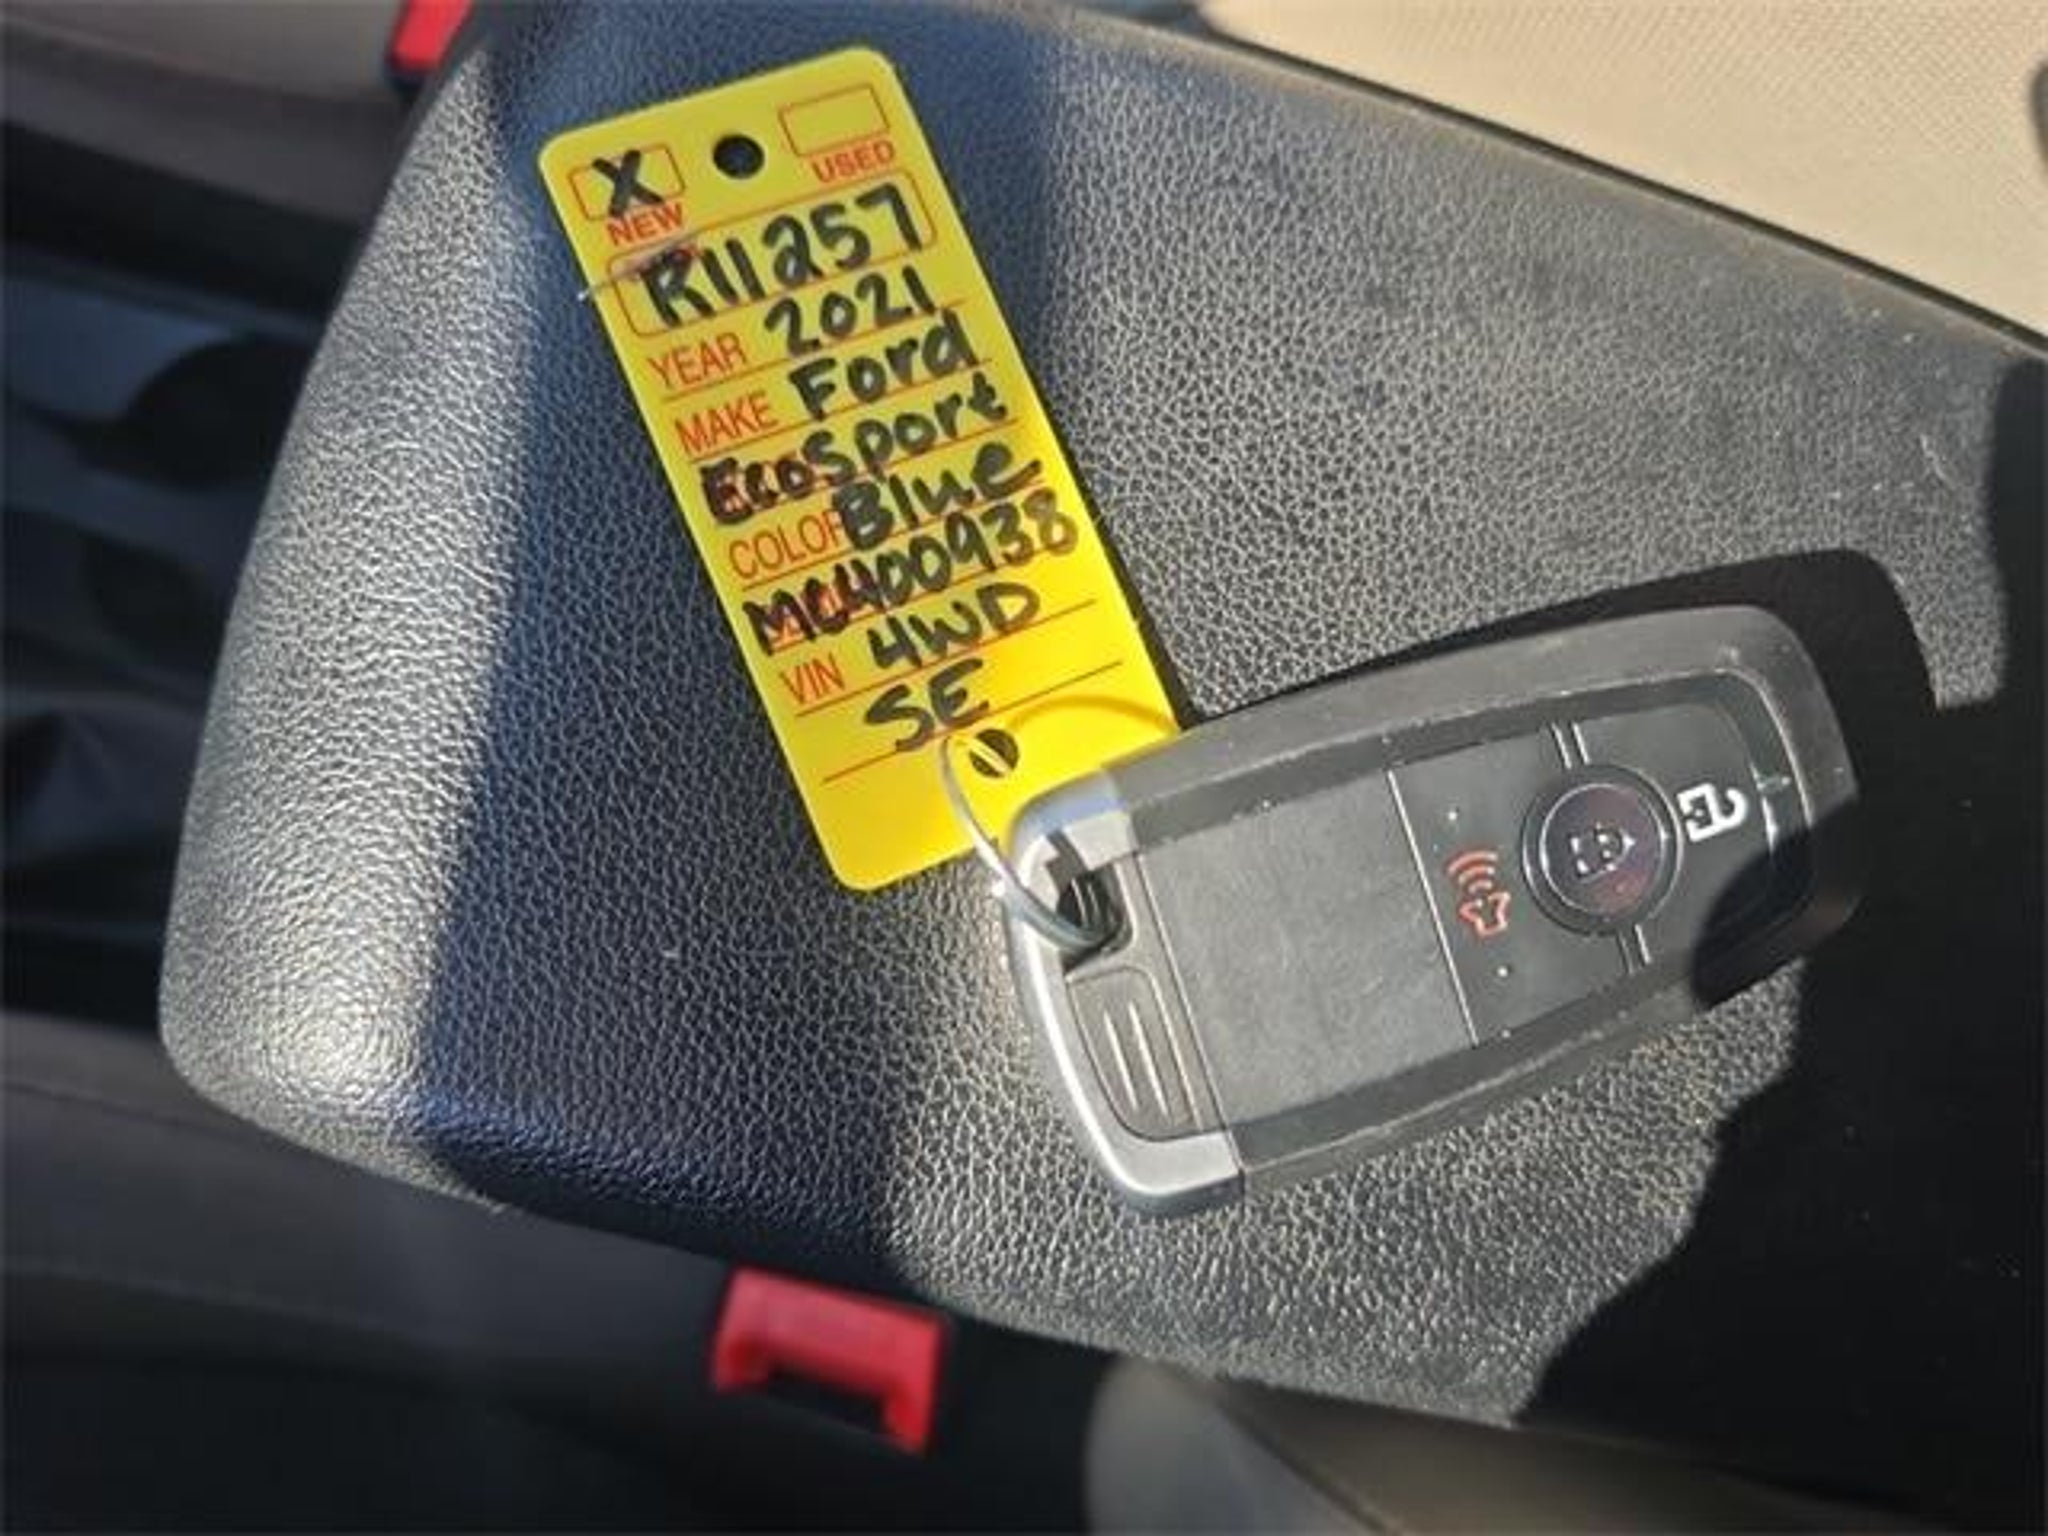 X
NEW USED
R11257
YEAR 2021
MAKE Ford
EcoSport
COLOR Blue
MC400938
VIN 4WD
SE